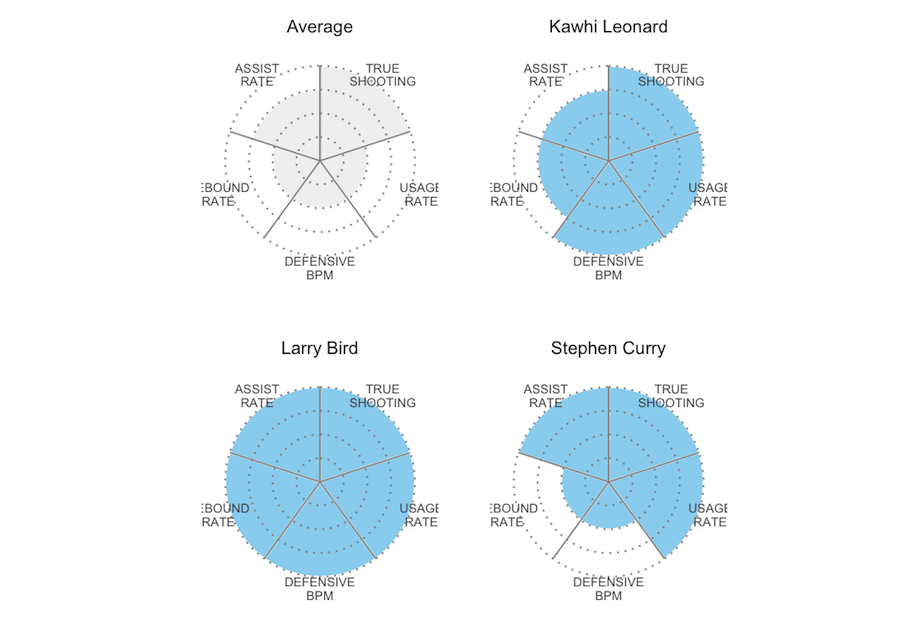 Average
Kawhi Leonard
ASSIST
RATE
TRUE
SHOOTING
EBOUND
RATE
USAGE
RATE
DEFENSIVE
BPM
ASSIST
RATE
TRUE
SHOOTING
EBOUND
RATE
USAGE
RATE
DEFENSIVE
BPM
Larry Bird
Stephen Curry
ASSIST
RATE
TRUE
SHOOTING
EBOUND
RATE
USAGE
RATE
DEFENSIVE
BPM
ASSIST
RATE
TRUE
SHOOTING
EBOUND
RATE
USAGE
RATE
DEFENSIVE
BPM